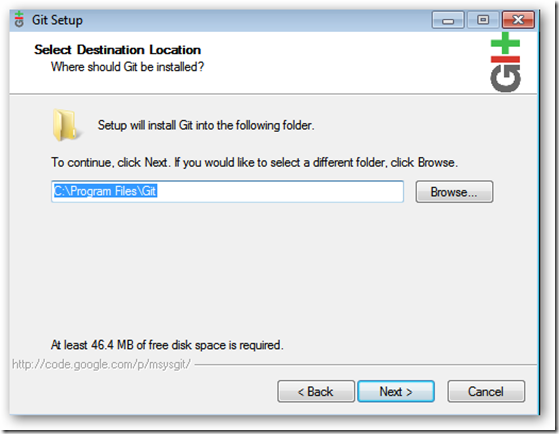 Git Setup
Select Destination Location
Where should Git be installed?
GIt
Setup will install Git into the following folder.
To continue, click Next. If you would like to select a different folder, click Browse.
C:\Program Files\Git
Browse...
At least 46.4 MB of free disk space is required.
http://code.google.com/p/msysgit/
< Back
Next >
Cancel